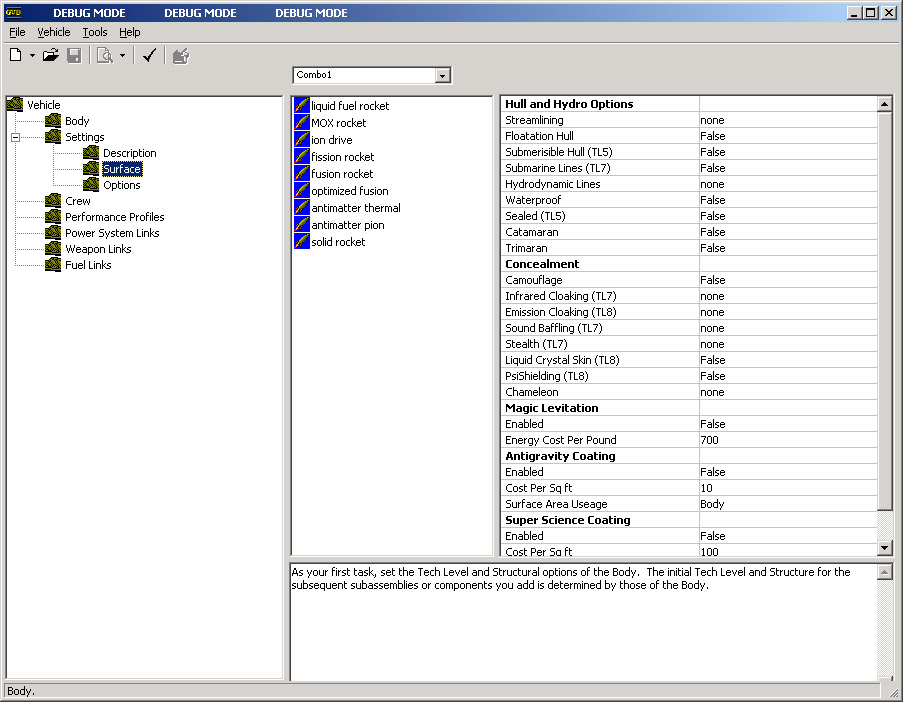 DEBUG MODE DEBUG MODE DEBUG MODE
File Vehicle Tools Help
Combo1
Vehicle
Body
Settings
Description
Surface
Options
Crew
Performance Profiles
Power System Links
Weapon Links
Fuel Links
liquid fuel rocket
MOX rocket
ion drive
fission rocket
fusion rocket
optimized fusion
antimatter thermal
antimatter pion
solid rocket
Hull and Hydro Options
Streamlining none
Floatation Hull False
Submerisible Hull (TL5) False
Submarine Lines (TL7) False
Hydrodynamic Lines none
Waterproof False
Sealed (TL5) False
Catamaran False
Trimaran False
Concealment
Camouflage False
Infrared Cloaking (TL7) none
Emission Cloaking (TL8) none
Sound Baffling (TL7) none
Stealth (TL7) none
Liquid Crystal Skin (TL8) False
PsiShielding (TL8) False
Chameleon none
Magic Levitation
Enabled False
Energy Cost Per Pound 700
Antigravity Coating
Enabled False
Cost Per Sq ft 10
Surface Area Useage Body
Super Science Coating
Enabled False
Cost Per Sq ft 100
As your first task, set the Tech Level and Structural options of the Body. The initial Tech Level and Structure for the
subsequent subassemblies or components you add is determined by those of the Body.
Body.